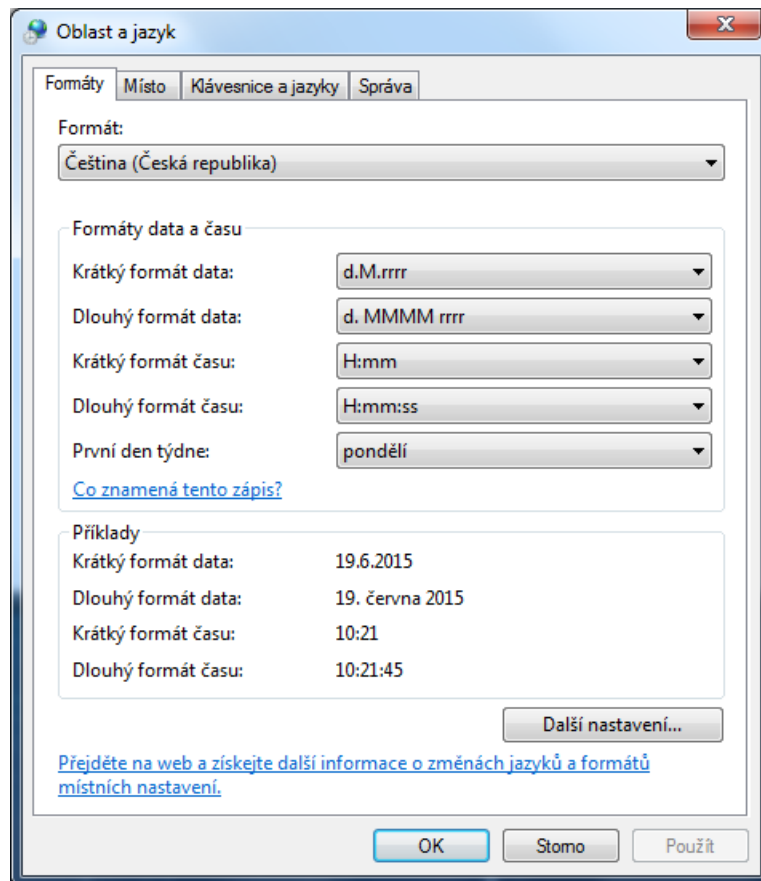 Oblast a jazyk
Formáty Místo Klávesnice a jazyky Správa
Formát:
Čeština (Česká republika)
Formáty data a času
Krátký formát data: d.M.rrrr
Dlouhý formát data: d. MMMM rrrr
Krátký formát času: H:mm
Dlouhý formát času: H:mm:ss
První den týdne: pondělí
Co znamená tento zápis?
Příklady
Krátký formát data: 19.6.2015
Dlouhý formát data: 19. června 2015
Krátký formát času: 10:21
Dlouhý formát času: 10:21:45
Další nastavení...
Přejděte na web a získejte další informace o změnách jazyků a formátů
místních nastavení.
OK Storno Použít